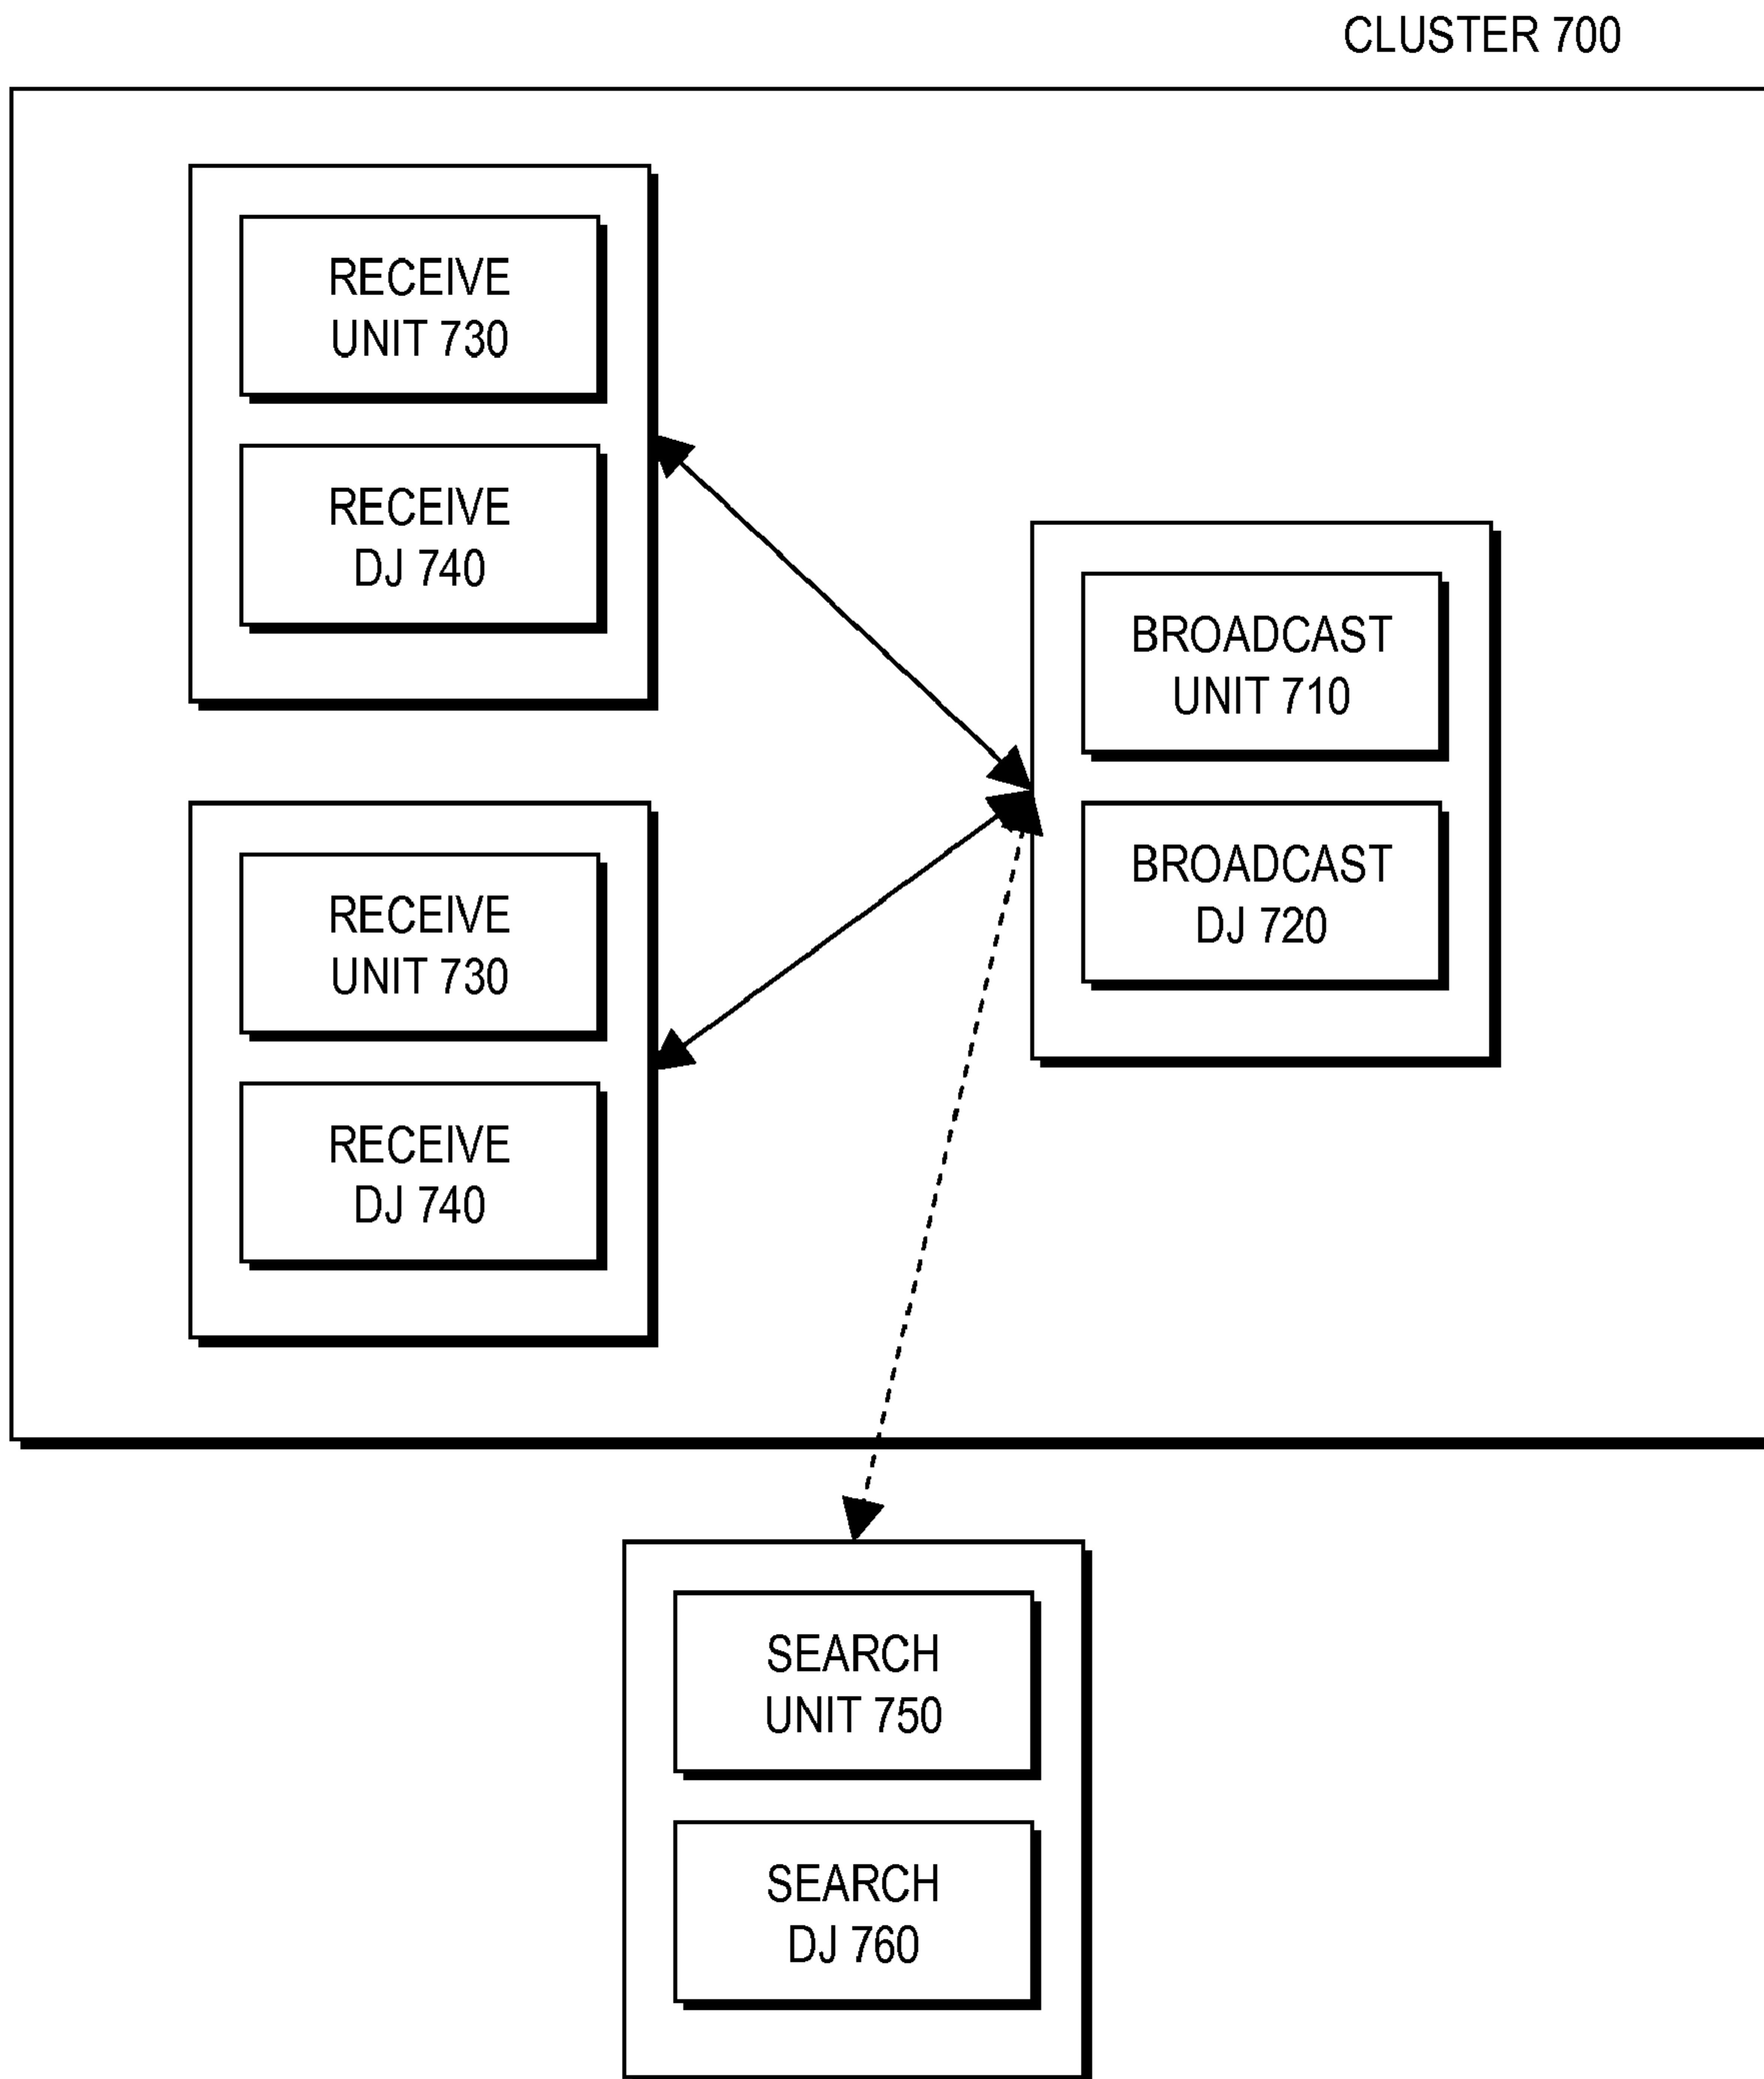 CLUSTER 700
RECEIVE
UNIT 730
RECEIVE
DJ 740
BROADCAST
UNIT 710
BROADCAST
DJ 720
RECEIVE
UNIT 730
RECEIVE
DJ 740
SEARCH
UNIT 750
SEARCH
DJ 760